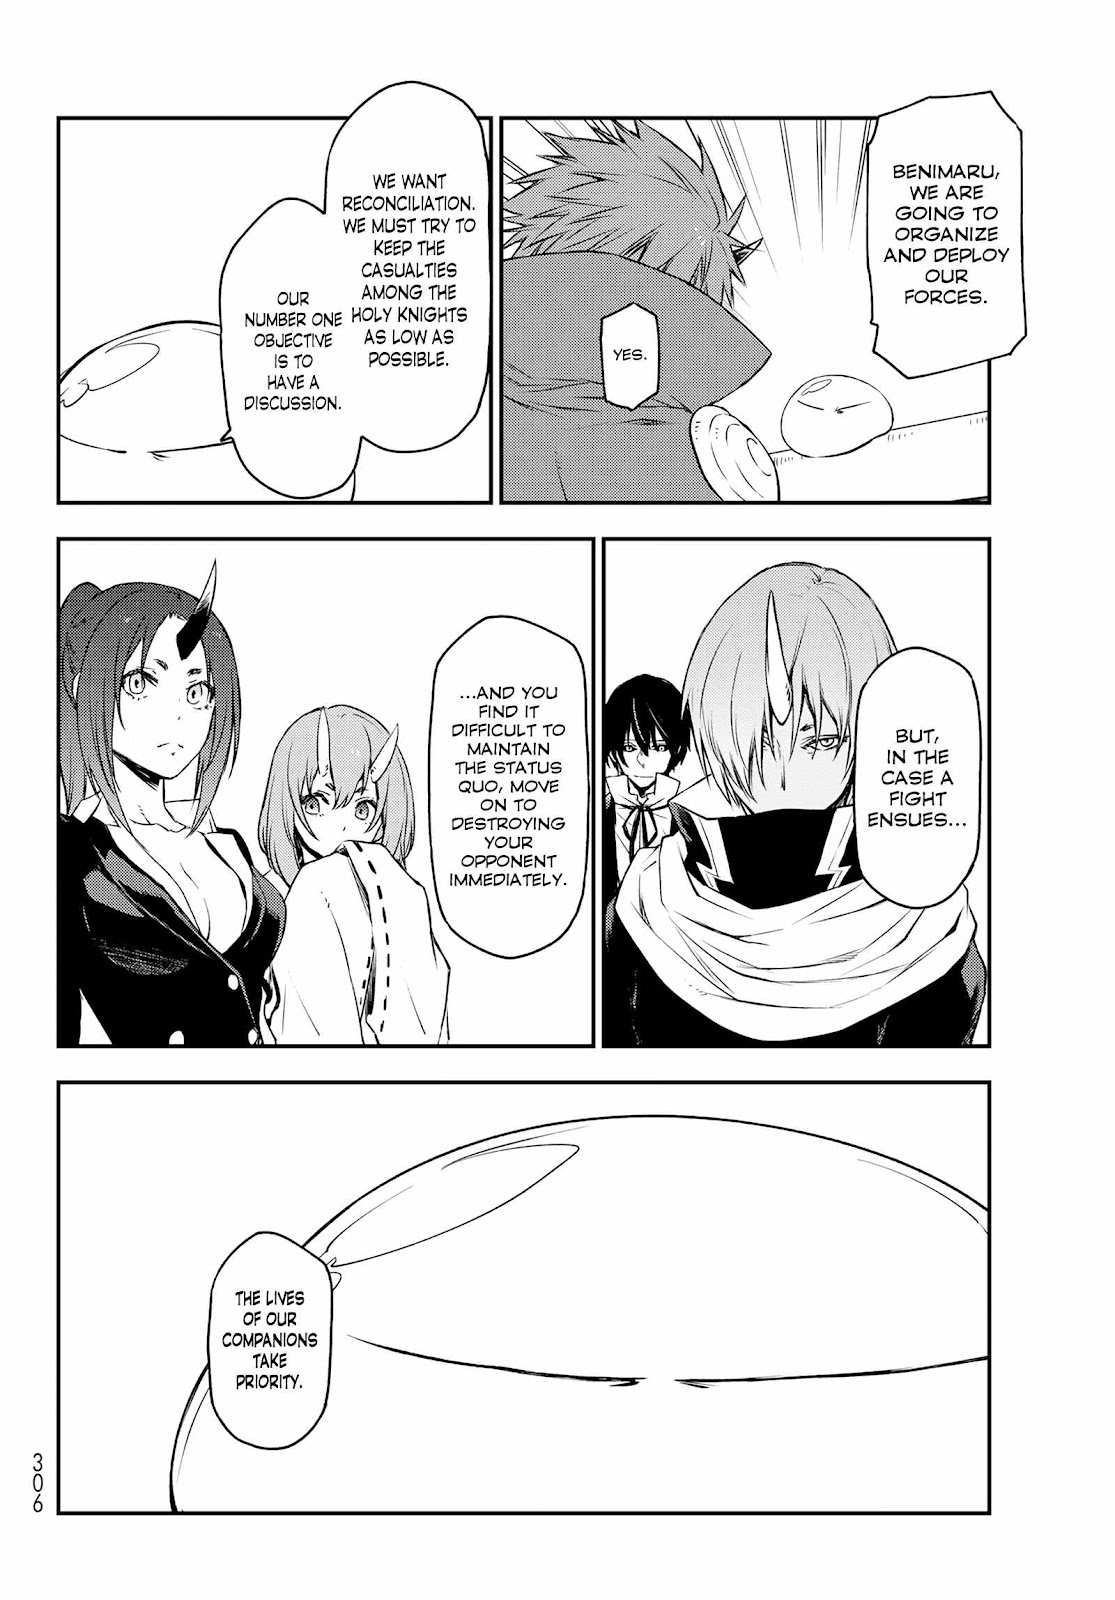 BENIMARU,
WE ARE
GOING TO
ORGANIZE
AND DEPLOY
OUR
FORCES.
YES.
WE WANT
RECONCILIATION.
WE MUST TRY TO
KEEP THE
CASUALTIES
AMONG THE
HOLY KNIGHTS
AS LOW AS
POSSIBLE.
OUR
NUMBER ONE
OBJECTIVE
IS TO
HAVE A
DISCUSSION.
BUT,
IN THE
CASE A
FIGHT
ENSUES...
...AND YOU
FIND IT
DIFFICULT TO
MAINTAIN
THE STATUS
QUO, MOVE
ON TO
DESTROYING
YOUR
OPPONENT
IMMEDIATELY.
THE LIVES
OF OUR
COMPANIONS
TAKE
PRIORITY.
306